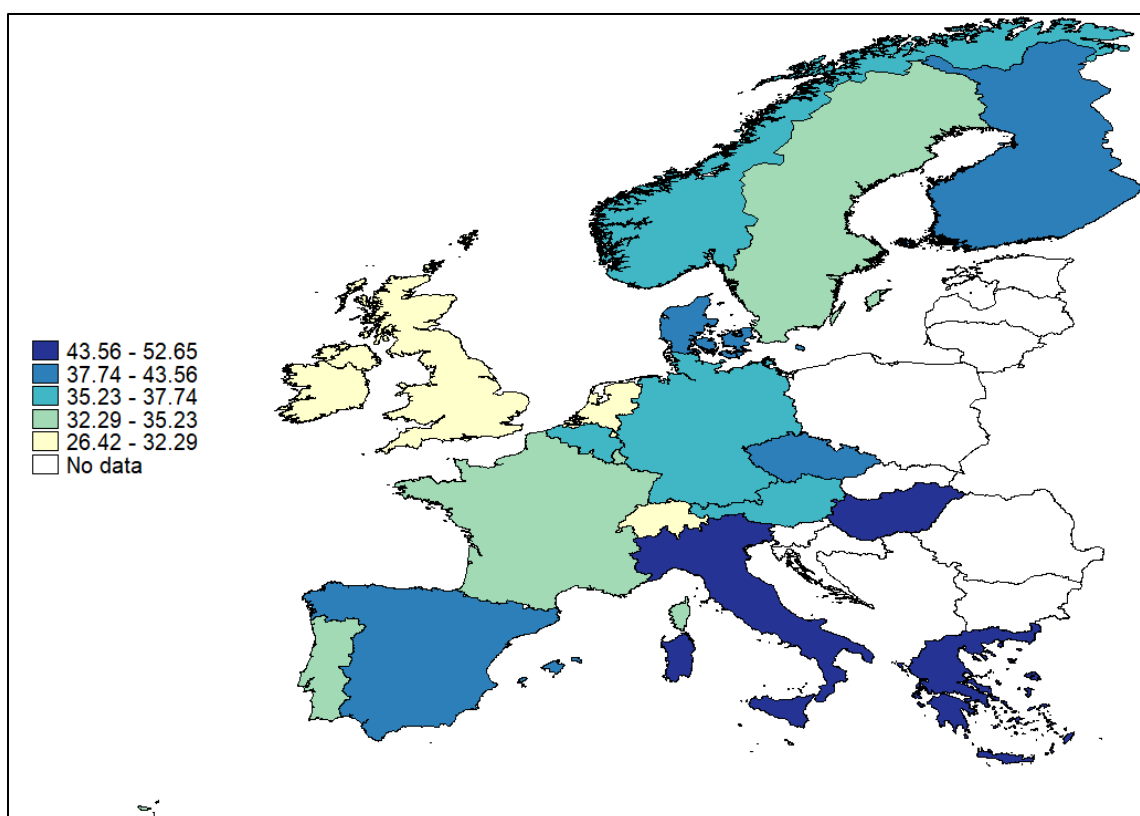 43.56 - 52.65
37.74 - 43.56
35.23 - 37.74
32.29 - 35.23
26.42 - 32.29
No data